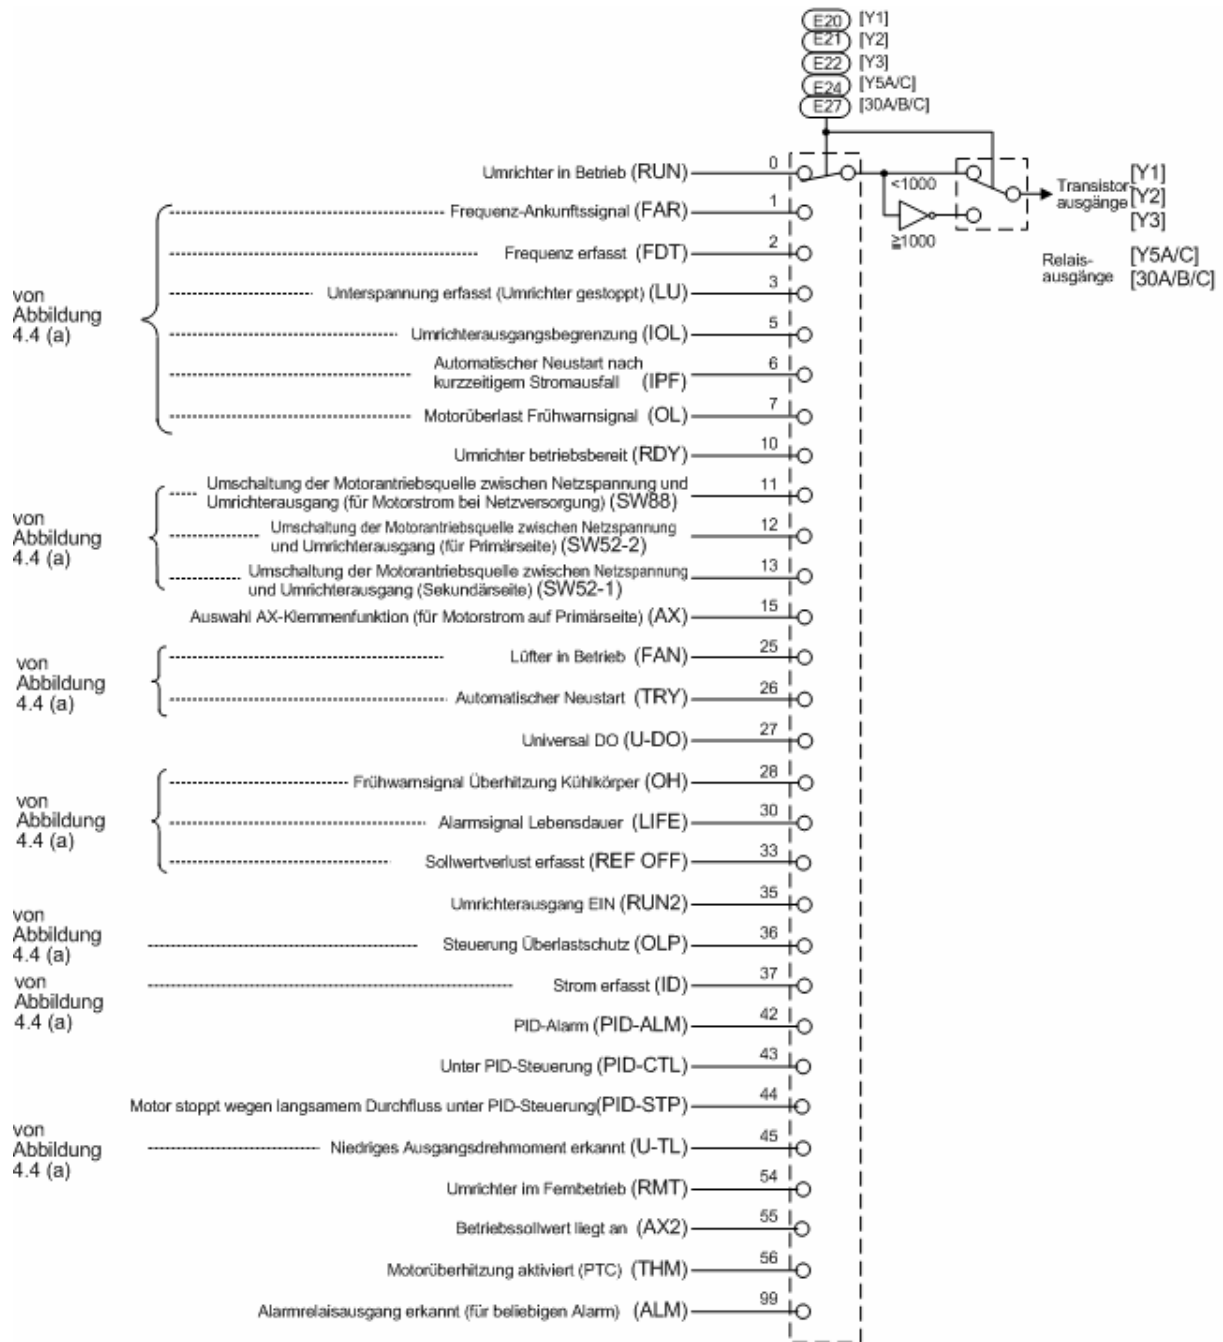 E20 [Y1]
E21 [Y2]
E22 [Y3]
E24 [Y5A/C]
E27 [30A/B/C]
Umrichter in Betrieb (RUN) 0
<1000
≧1000
Transistor-
ausgänge
[Y1]
[Y2]
[Y3]
Relais-
ausgänge
[Y5A/C]
[30A/B/C]
von
Abbildung
4.4 (a)
Frequenz-Ankunftssignal (FAR) 1
Frequenz erfasst (FDT) 2
Unterspannung erfasst (Umrichter gestoppt) (LU) 3
Umrichterausgangsbegrenzung (IOL) 5
Automatischer Neustart nach
kurzzeitigem Stromausfall (IPF) 6
Motorüberlast Frühwarnsignal (OL) 7
Umrichter betriebsbereit (RDY) 10
von
Abbildung
4.4 (a)
Umschaltung der Motorantriebsquelle zwischen Netzspannung und
Umrichterausgang (für Motorstrom bei Netzversorgung) (SW88) 11
Umschaltung der Motorantriebsquelle zwischen Netzspannung
und Umrichterausgang (für Primärseite) (SW52-2) 12
Umschaltung der Motorantriebsquelle zwischen Netzspannung
und Umrichterausgang (Sekundärseite) (SW52-1) 13
Auswahl AX-Klemmenfunktion (für Motorstrom auf Primärseite) (AX) 15
von
Abbildung
4.4 (a)
Lüfter in Betrieb (FAN) 25
Automatischer Neustart (TRY) 26
Universal DO (U-DO) 27
von
Abbildung
4.4 (a)
Frühwarnsignal Überhitzung Kühlkörper (OH) 28
Alarmsignal Lebensdauer (LIFE) 30
Sollwertverlust erfasst (REF OFF) 33
Umrichterausgang EIN (RUN2) 35
von
Abbildung
4.4 (a)
Steuerung Überlastschutz (OLP) 36
von
Abbildung
4.4 (a)
Strom erfasst (ID) 37
PID-Alarm (PID-ALM) 42
Unter PID-Steuerung (PID-CTL) 43
Motor stoppt wegen langsamem Durchfluss unter PID-Steuerung(PID-STP) 44
von
Abbildung
4.4 (a)
Niedriges Ausgangsdrehmoment erkannt (U-TL) 45
Umrichter im Fernbetrieb (RMT) 54
Betriebssollwert liegt an (AX2) 55
Motorüberhitzung aktiviert (PTC) (THM) 56
Alarmrelaisausgang erkannt (für beliebigen Alarm) (ALM) 99